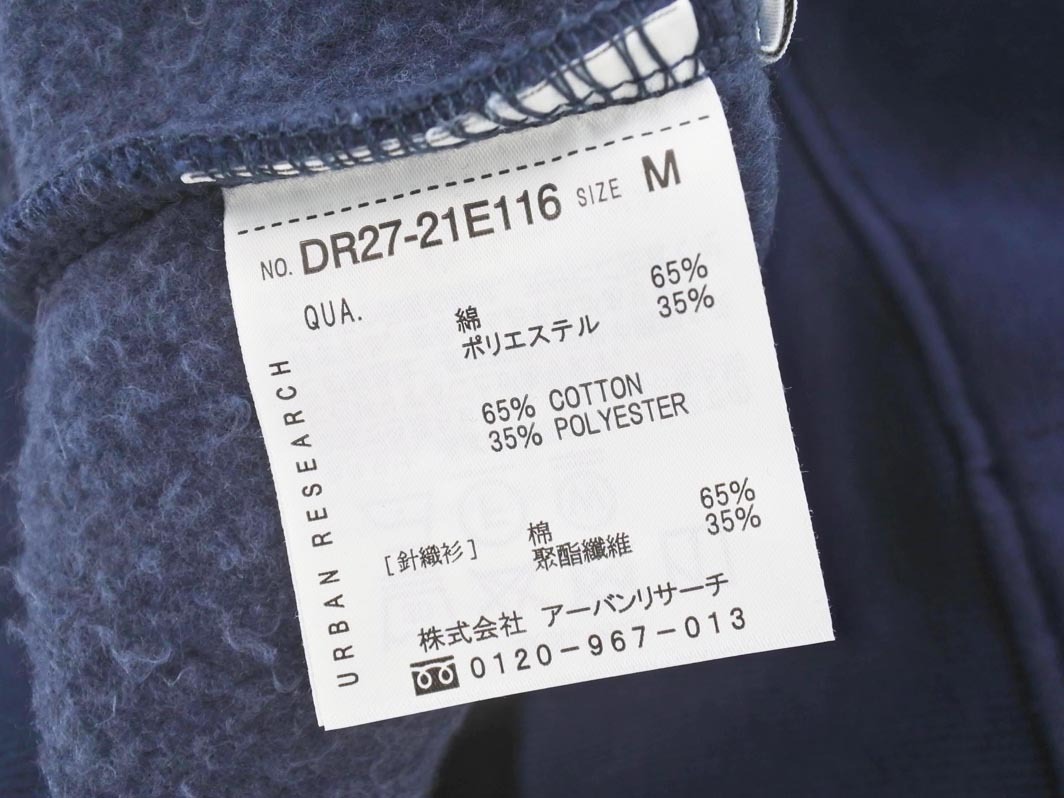 NO. DR27-21E116 SIZE M
QUA.
綿 65%
ポリエステル 35%
65% COTTON
35% POLYESTER
[針織衫] 棉 65%
聚酯纖維 35%
株式会社 アーバンリサーチ
0120-967-013
URBAN RESEARCH